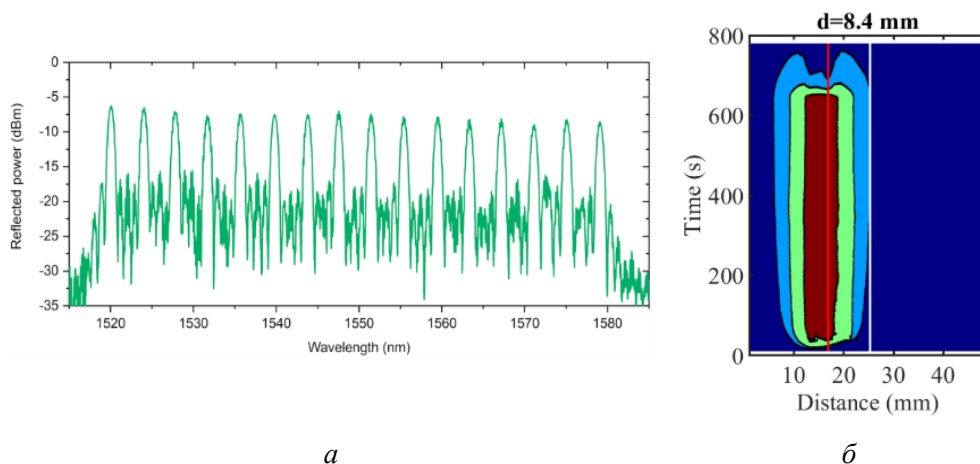 0
-5
-10
-15
-20
-25
-30
-35
Reflected power (dBm)
1520 1530 1540 1550 1560 1570 1580
Wavelength (nm)
d=8.4 mm
800
600
400
200
0
Time (s)
10 20 30 40
Distance (mm)
а б